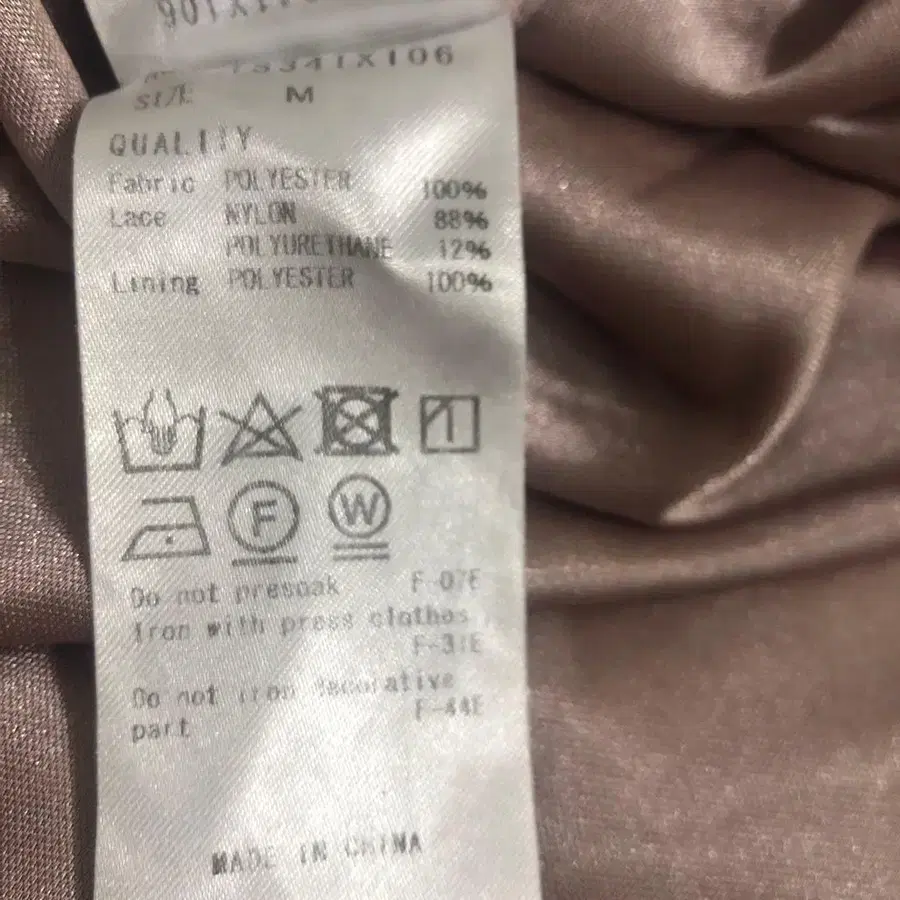 SIZE M
QUALITY
Fabric POLYESTER 100%
Lace NYLON 88%
POLYURETHANE 12%
Lining POLYESTER 100%
F W
Do not presoak F-07E
Iron with press clothes
F-31E
Do not iron decorative
part F-44E
MADE IN CHINA